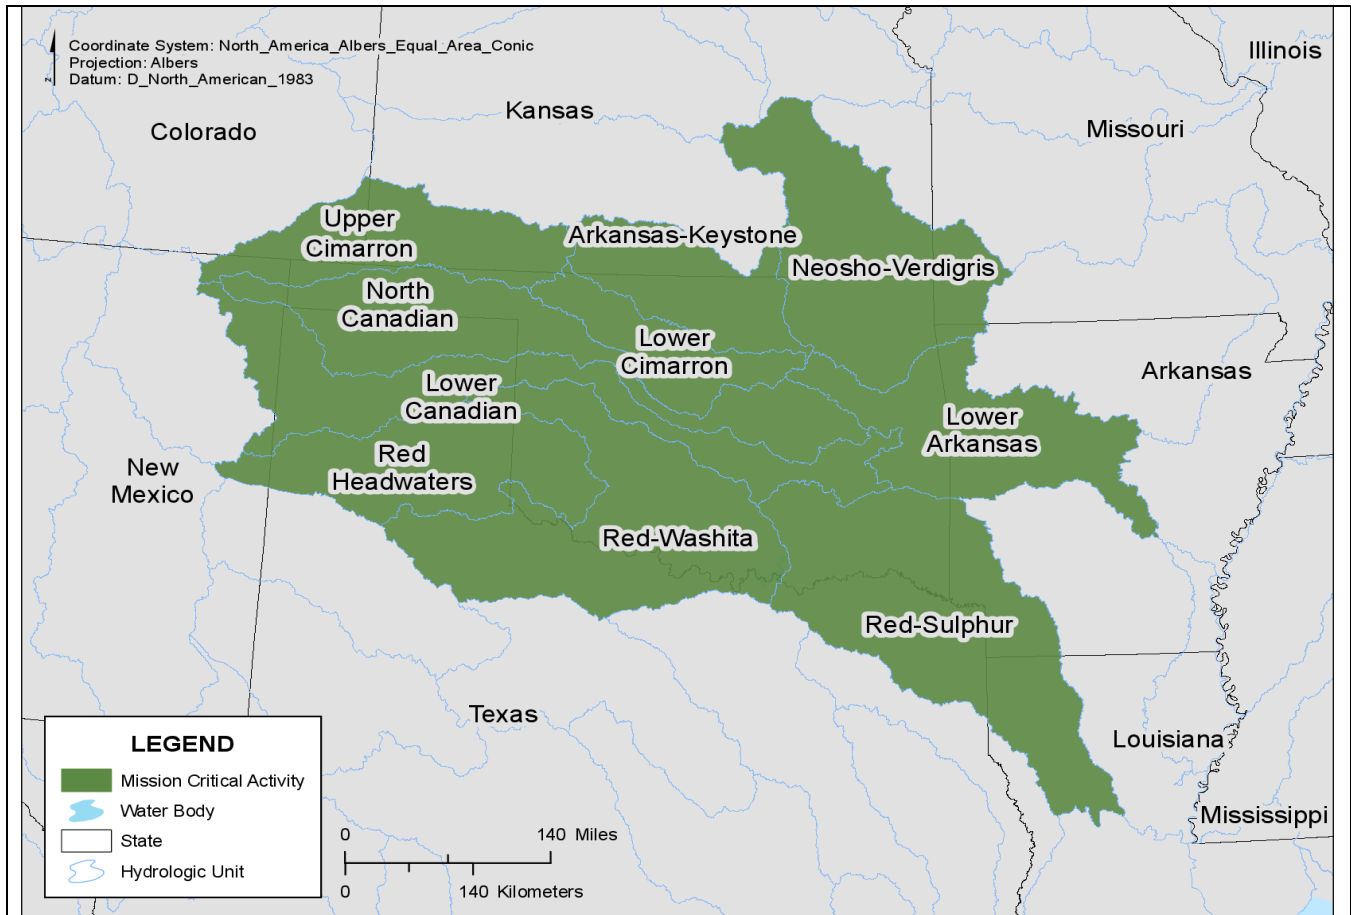 Coordinate System: North_America_Albers_Equal_Area_Conic
Projection: Albers
Datum: D_North_American_1983
z
Illinois
Kansas
Colorado
Missouri
Upper
Cimarron
Arkansas-Keystone
Neosho-Verdigris
North
Canadian
Lower
Cimarron
Arkansas
Lower
Canadian
Lower
Arkansas
Red
Headwaters
New
Mexico
Red-Washita
Red-Sulphur
Texas
Louisiana
Mississippi
LEGEND
Mission Critical Activity
Water Body
State
Hydrologic Unit
0 140 Miles
0 140 Kilometers